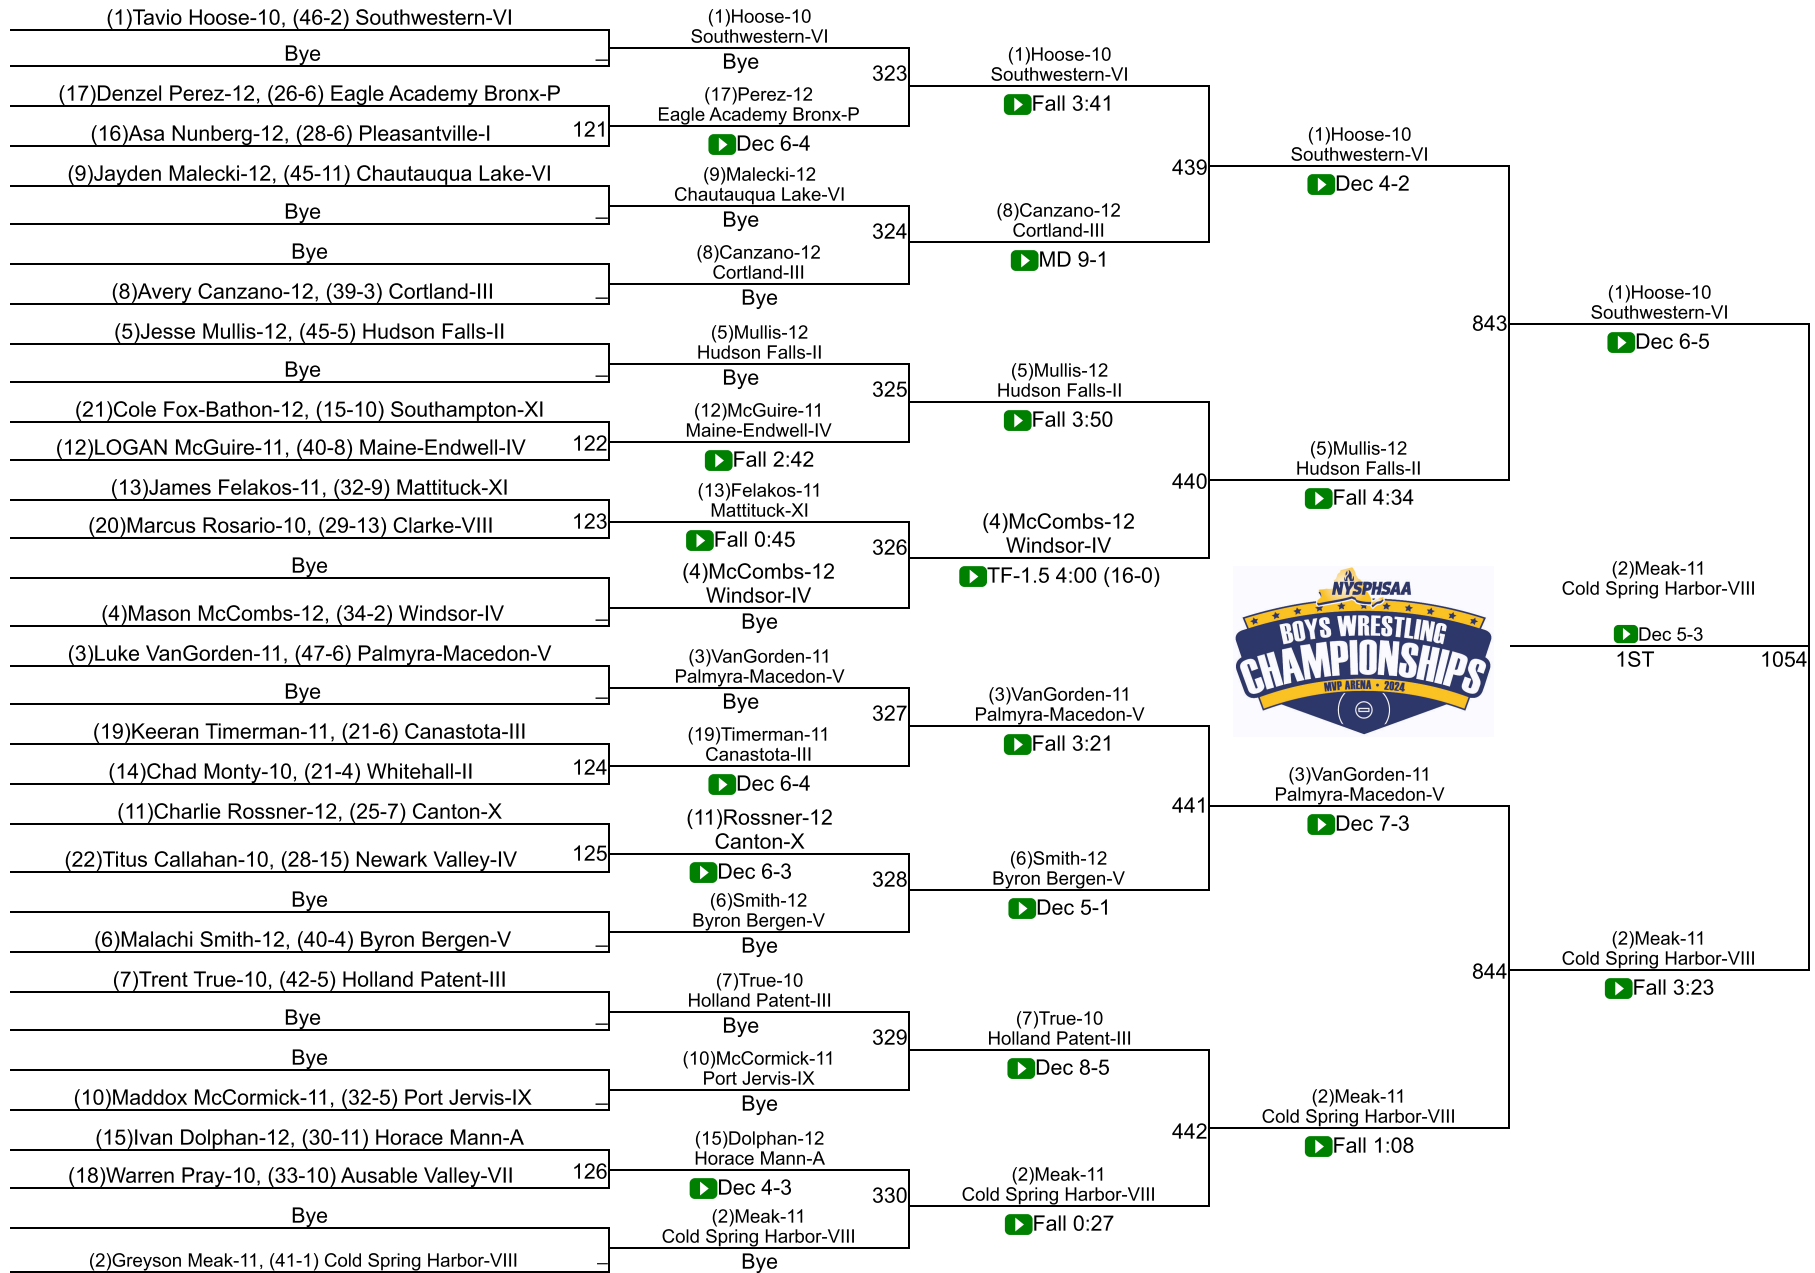 (1)Tavio Hoose-10, (46-2) Southwestern-VI
Bye
(17)Denzel Perez-12, (26-6) Eagle Academy Bronx-P
(16)Asa Nunberg-12, (28-6) Pleasantville-I
121
(9)Jayden Malecki-12, (45-11) Chautauqua Lake-VI
Bye
Bye
(8)Avery Canzano-12, (39-3) Cortland-III
(5)Jesse Mullis-12, (45-5) Hudson Falls-II
Bye
(21)Cole Fox-Bathon-12, (15-10) Southampton-XI
(12)LOGAN McGuire-11, (40-8) Maine-Endwell-IV
122
(13)James Felakos-11, (32-9) Mattituck-XI
(20)Marcus Rosario-10, (29-13) Clarke-VIII
123
Bye
(4)Mason McCombs-12, (34-2) Windsor-IV
(3)Luke VanGorden-11, (47-6) Palmyra-Macedon-V
Bye
(19)Keeran Timerman-11, (21-6) Canastota-III
(14)Chad Monty-10, (21-4) Whitehall-II
124
(11)Charlie Rossner-12, (25-7) Canton-X
(22)Titus Callahan-10, (28-15) Newark Valley-IV
125
Bye
(6)Malachi Smith-12, (40-4) Byron Bergen-V
(7)Trent True-10, (42-5) Holland Patent-III
Bye
Bye
(10)Maddox McCormick-11, (32-5) Port Jervis-IX
(15)Ivan Dolphan-12, (30-11) Horace Mann-A
(18)Warren Pray-10, (33-10) Ausable Valley-VII
126
Bye
(2)Greyson Meak-11, (41-1) Cold Spring Harbor-VIII
(1)Hoose-10
Southwestern-VI
Bye
323
(17)Perez-12
Eagle Academy Bronx-P
Dec 6-4
(9)Malecki-12
Chautauqua Lake-VI
Bye
324
(8)Canzano-12
Cortland-III
Bye
(5)Mullis-12
Hudson Falls-II
Bye
325
(12)McGuire-11
Maine-Endwell-IV
Fall 2:42
(13)Felakos-11
Mattituck-XI
Fall 0:45
326
(4)McCombs-12
Windsor-IV
Bye
(3)VanGorden-11
Palmyra-Macedon-V
Bye
327
(19)Timerman-11
Canastota-III
Dec 6-4
(11)Rossner-12
Canton-X
Dec 6-3
328
(6)Smith-12
Byron Bergen-V
Bye
(7)True-10
Holland Patent-III
Bye
329
(10)McCormick-11
Port Jervis-IX
Bye
(15)Dolphan-12
Horace Mann-A
Dec 4-3
330
(2)Meak-11
Cold Spring Harbor-VIII
Bye
(1)Hoose-10
Southwestern-VI
Fall 3:41
439
(8)Canzano-12
Cortland-III
MD 9-1
(5)Mullis-12
Hudson Falls-II
Fall 3:50
440
(4)McCombs-12
Windsor-IV
TF-1.5 4:00 (16-0)
(3)VanGorden-11
Palmyra-Macedon-V
Fall 3:21
441
(6)Smith-12
Byron Bergen-V
Dec 5-1
(7)True-10
Holland Patent-III
Dec 8-5
442
(2)Meak-11
Cold Spring Harbor-VIII
Fall 0:27
(1)Hoose-10
Southwestern-VI
Dec 4-2
843
(5)Mullis-12
Hudson Falls-II
Fall 4:34
NYSPHSAA
BOYS WRESTLING
CHAMPIONSHIPS
MVP ARENA • 2024
(3)VanGorden-11
Palmyra-Macedon-V
Dec 7-3
844
(2)Meak-11
Cold Spring Harbor-VIII
Fall 1:08
(1)Hoose-10
Southwestern-VI
Dec 6-5
(2)Meak-11
Cold Spring Harbor-VIII
Dec 5-3
1ST
1054
(2)Meak-11
Cold Spring Harbor-VIII
Fall 3:23